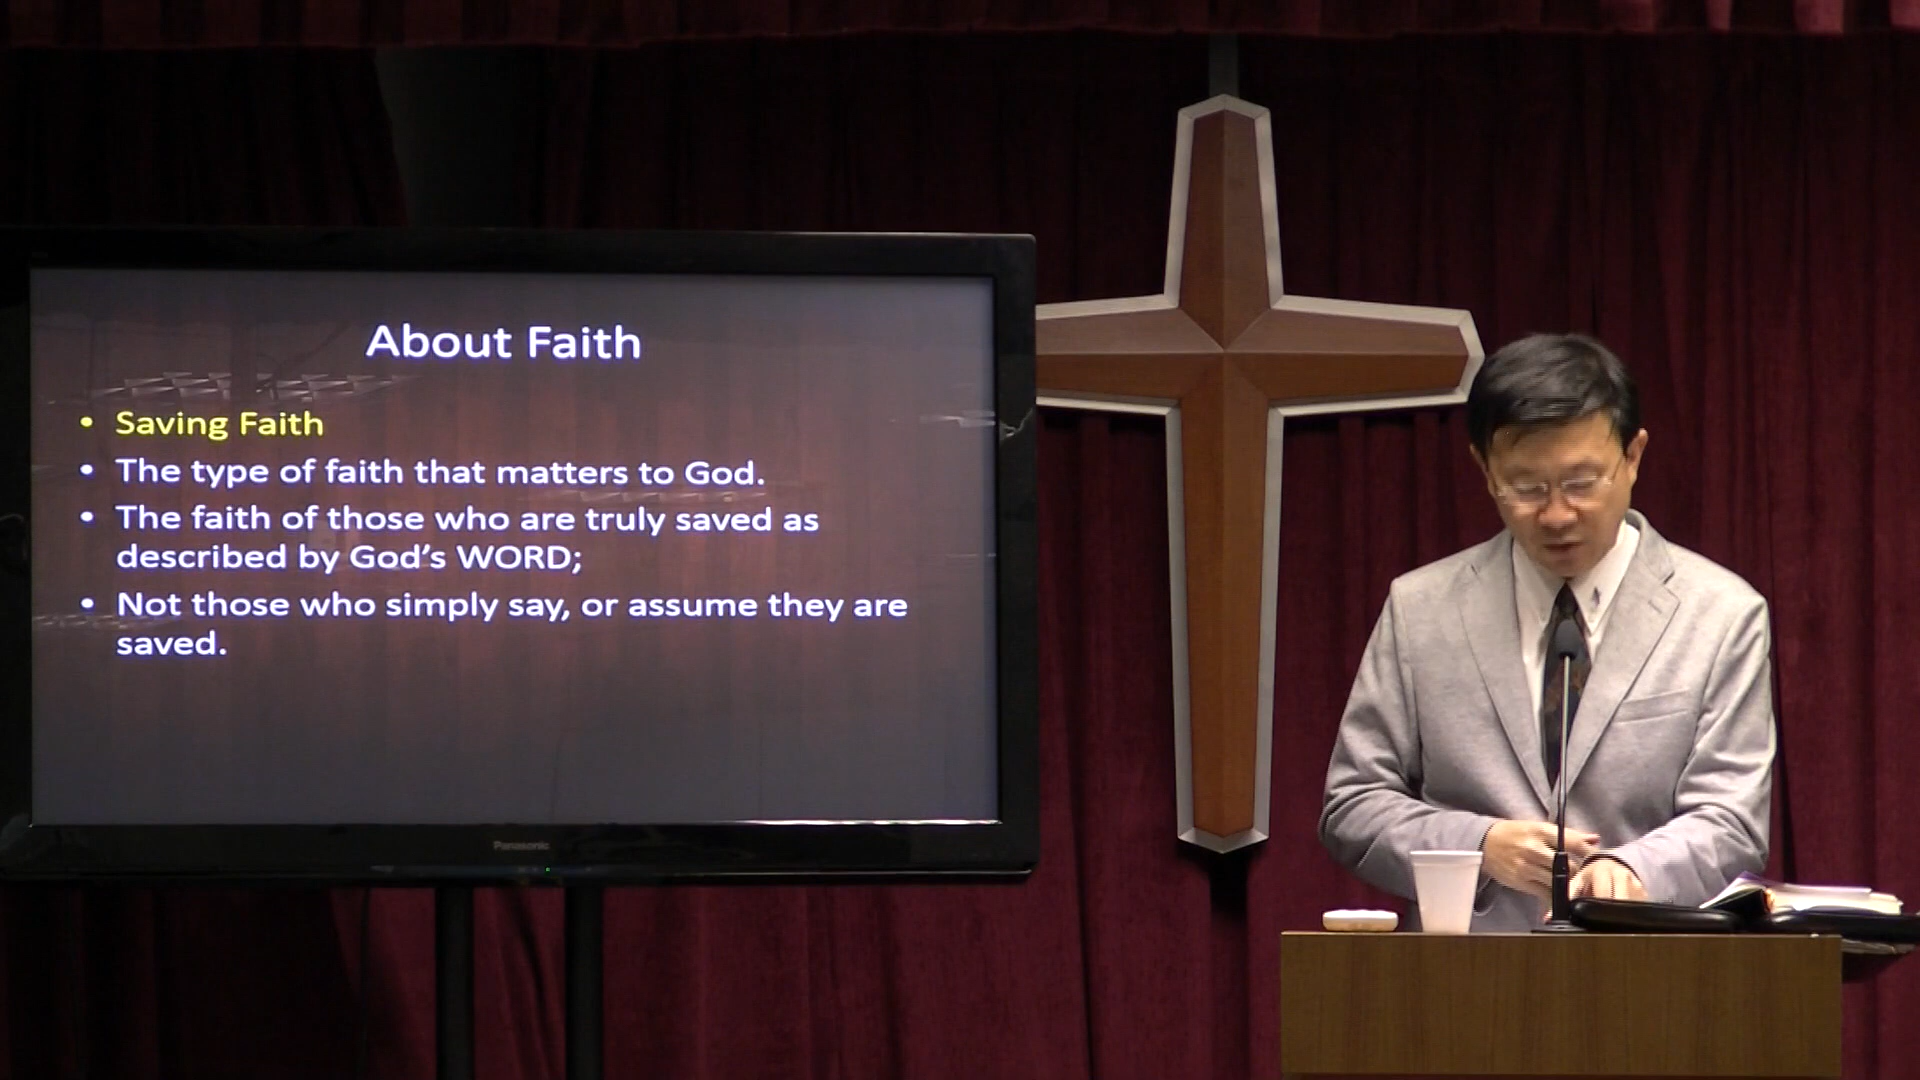 About Faith
• Saving Faith
• The type of faith that matters to God.
• The faith of those who are truly saved as
described by God’s WORD;
• Not those who simply say, or assume they are
saved.
Panasonic